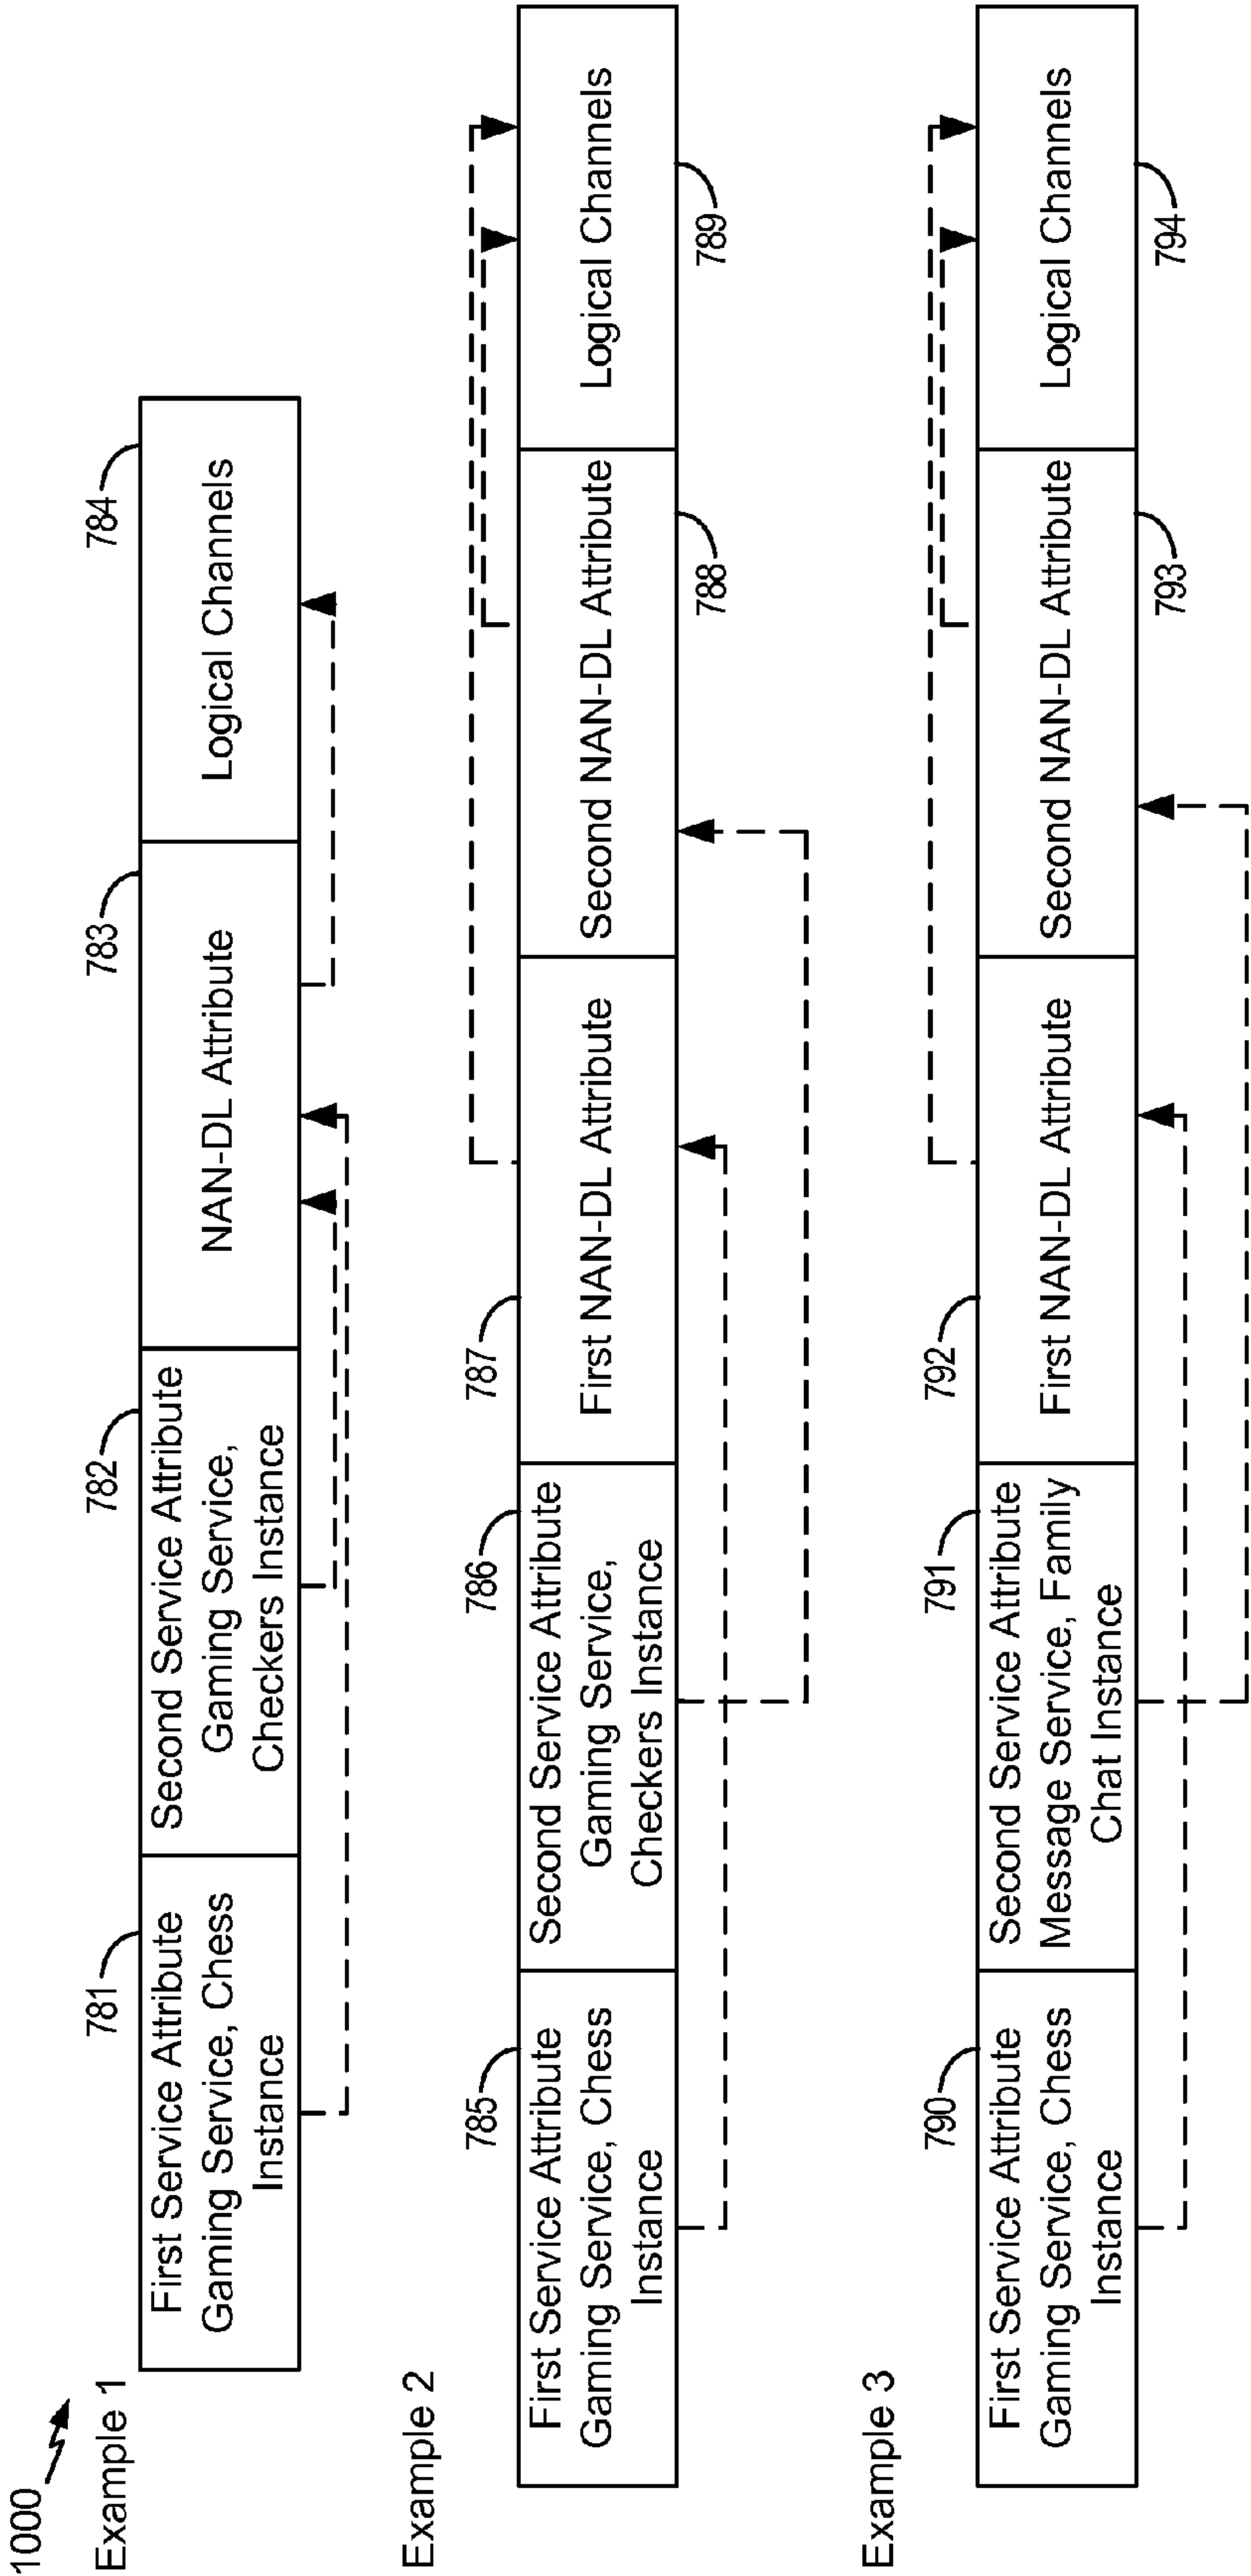 1000
Example 1
781
782
783
784
First Service Attribute
Gaming Service, Chess
Instance
Second Service Attribute
Gaming Service,
Checkers Instance
NAN-DL Attribute
Logical Channels
Example 2
785
786
787
First Service Attribute
Gaming Service, Chess
Instance
Second Service Attribute
Gaming Service,
Checkers Instance
First NAN-DL Attribute
Second NAN-DL Attribute
Logical Channels
788
789
Example 3
790
791
792
First Service Attribute
Gaming Service, Chess
Instance
Second Service Attribute
Message Service, Family
Chat Instance
First NAN-DL Attribute
Second NAN-DL Attribute
Logical Channels
793
794